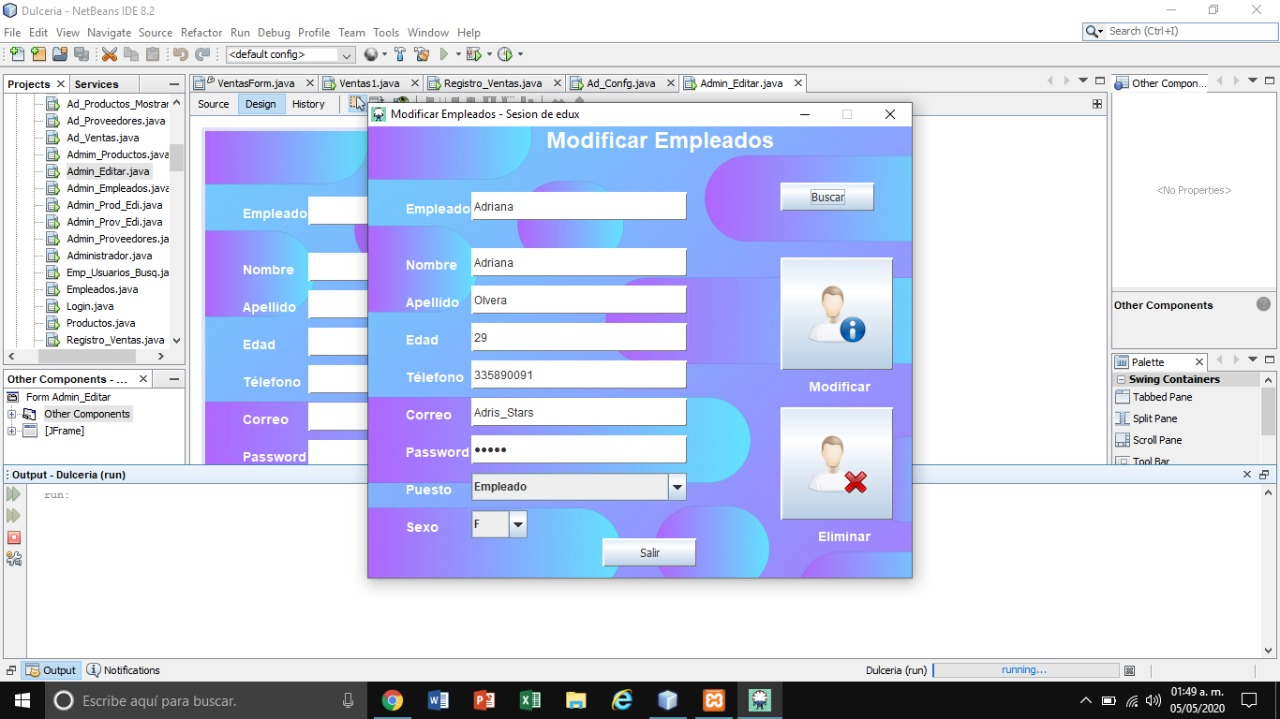 Dulceria - NetBeans IDE 8.2
File Edit View Navigate Source Refactor Run Debug Profile Team Tools Window Help
Search (Ctrl+I)
<default config>
Projects Services
VentasForm.java Ventas1.java Registro_Ventas.java Ad_Confg.java Admin_Editar.java
Other Compon...
Source Design History
Ad_Productos_Mostrar
Ad_Proveedores.java
Ad_Ventas.java
Admim_Productos.java
Admin_Editar.java
Admin_Empleados.java
Admin_Prod_Edi.java
Admin_Prov_Edi.java
Admin_Proveedores.ja
Administrador.java
Emp_Usuarios_Busq.ja
Empleados.java
Login.java
Productos.java
Registro_Ventas.java
Other Components - ...
Form Admin_Editar
Other Components
[JFrame]
Empleado
Nombre
Apellido
Edad
Télefono
Correo
Password
Modificar Empleados - Sesion de edux
Modificar Empleados
Empleado Adriana
Buscar
Nombre Adriana
Apellido Olvera
Edad 29
Télefono 335890091
Modificar
Correo Adris_Stars
Password •••••
Puesto Empleado
Sexo F
Eliminar
Salir
<No Properties>
Other Components
Palette
Swing Containers
Tabbed Pane
Split Pane
Scroll Pane
Tool Bar
Output - Dulceria (run)
run:
Output Notifications
Dulceria (run) running...
Escribe aquí para buscar.
01:49 a. m.
05/05/2020